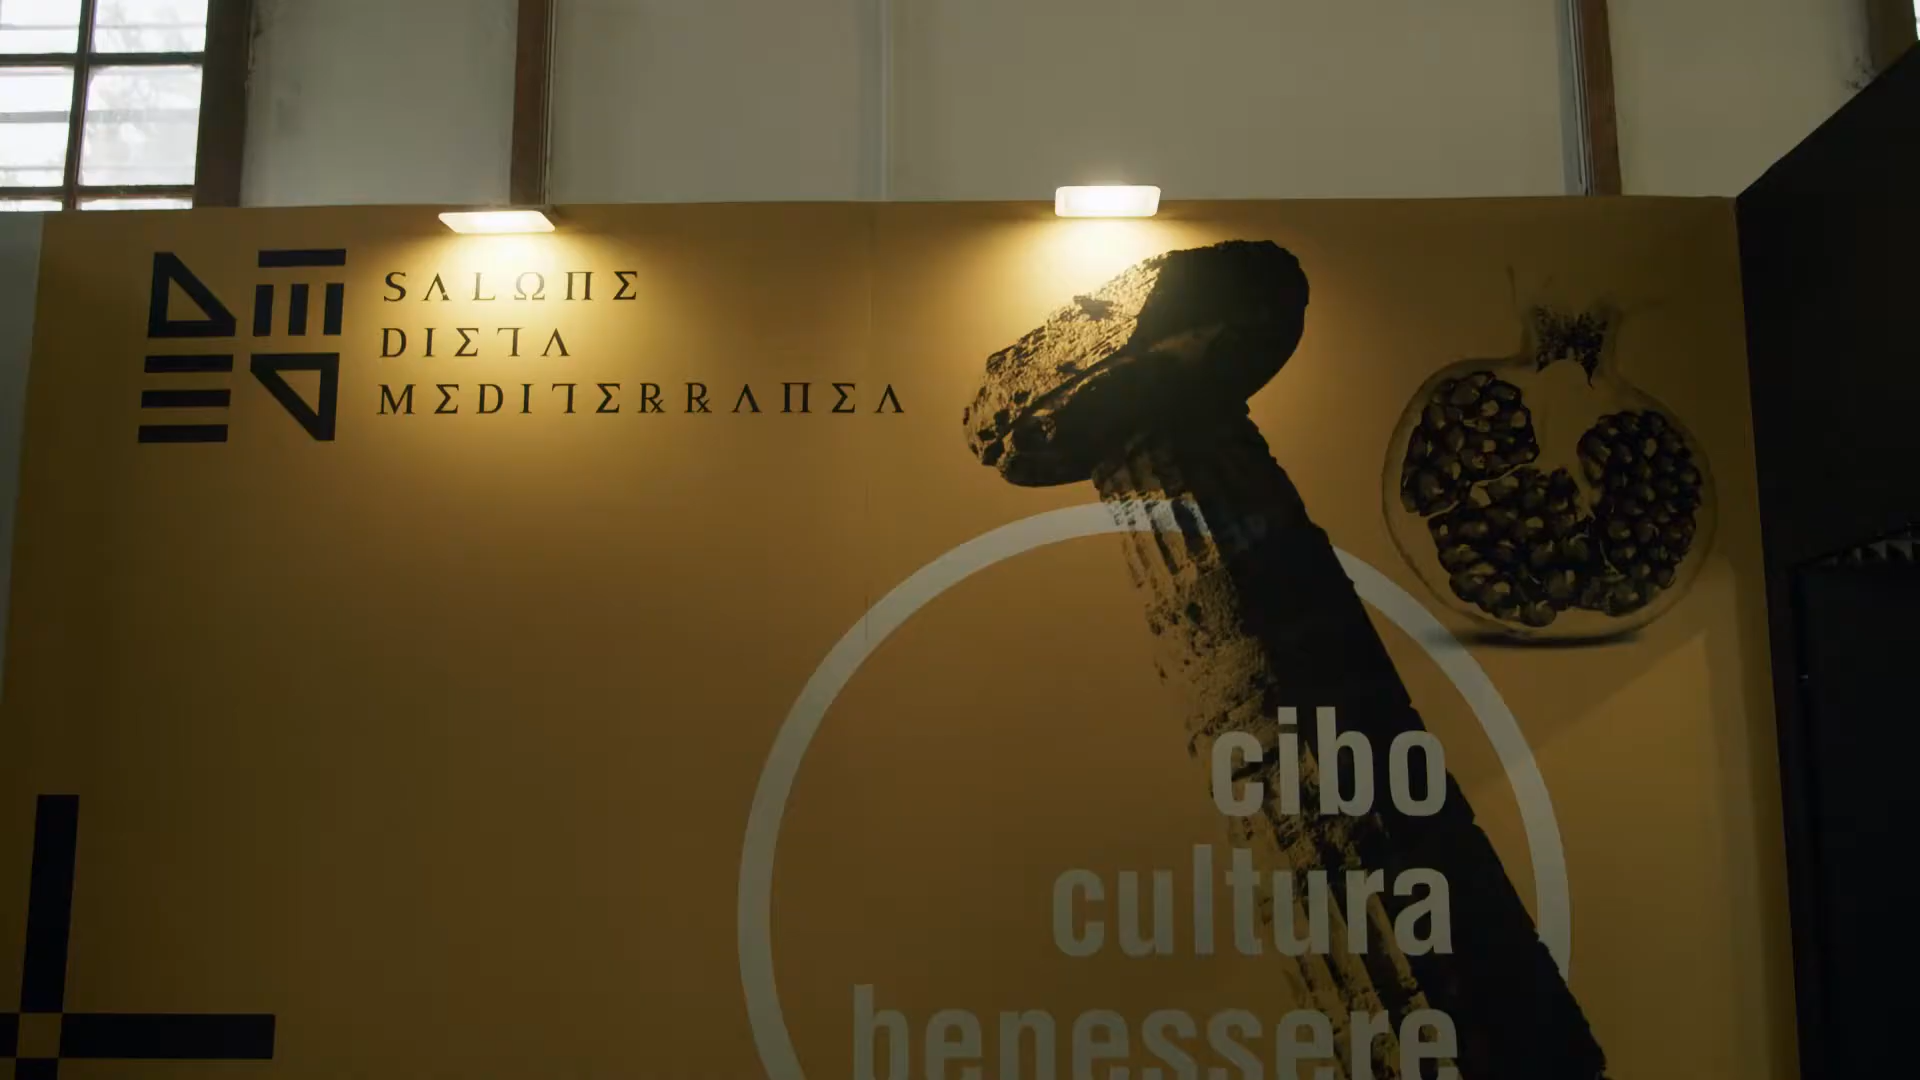 SALONE
DIETA
MEDITERRANEA
cibo
cultura
benessere